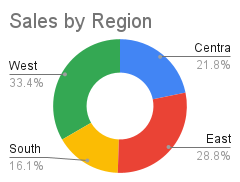 Sales by Region
Centra
21.8%
West
33.4%
East
28.8%
South
16.1%